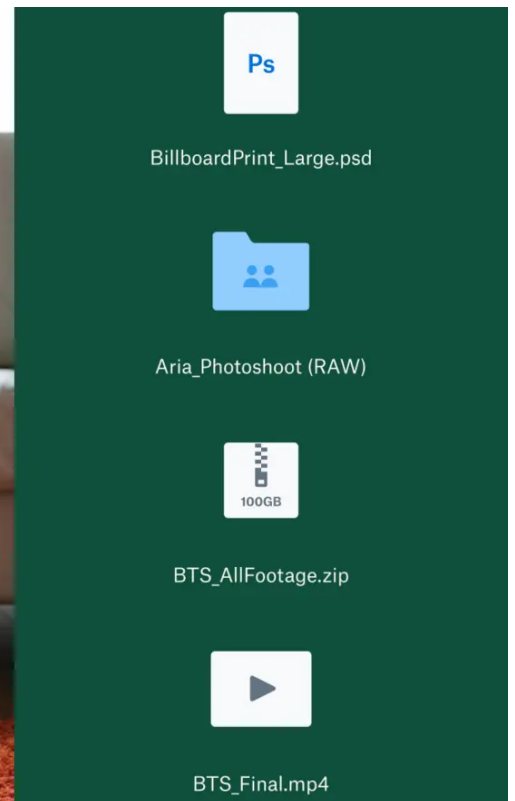 Ps
BillboardPrint_Large.psd
Aria_Photoshoot (RAW)
100GB
BTS_AllFootage.zip
BTS_Final.mp4